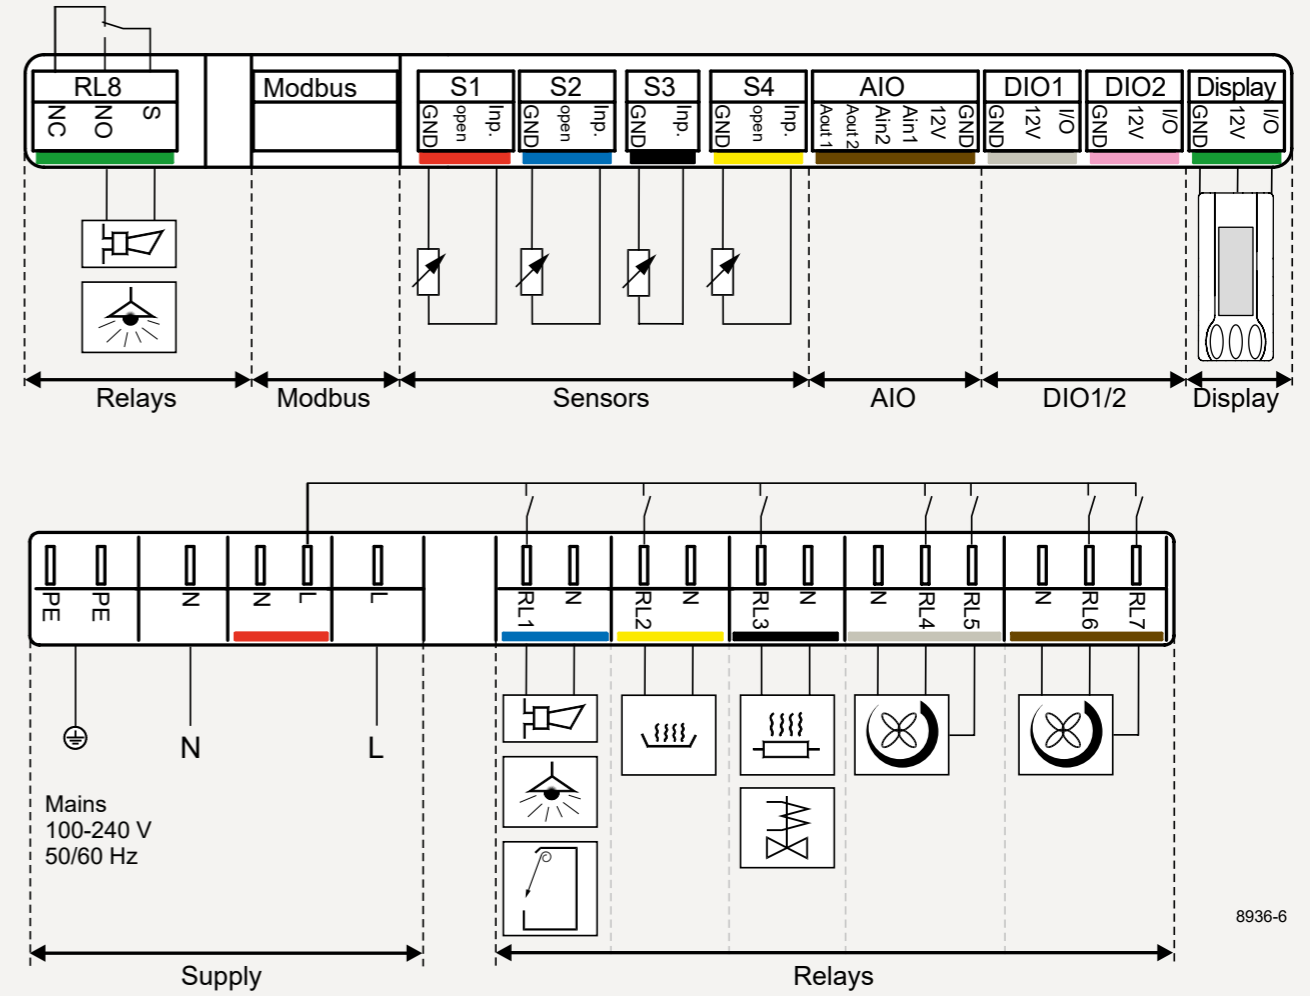 RL8 Modbus S1 S2 S3 S4 AIO DIO1 DIO2 Display
NC NO S GND open Inp. GND open Inp. GND Inp. GND open Inp. Aout 1 Aout 2 Ain2 Ain1 12V GND GND 12V I/O GND 12V I/O GND 12V I/O
Relays Modbus Sensors AIO DIO1/2 Display
PE PE N N L L RL1 N RL2 N RL3 N N RL4 RL5 N RL6 RL7
N L
Mains
100-240 V
50/60 Hz
8936-6
Supply Relays